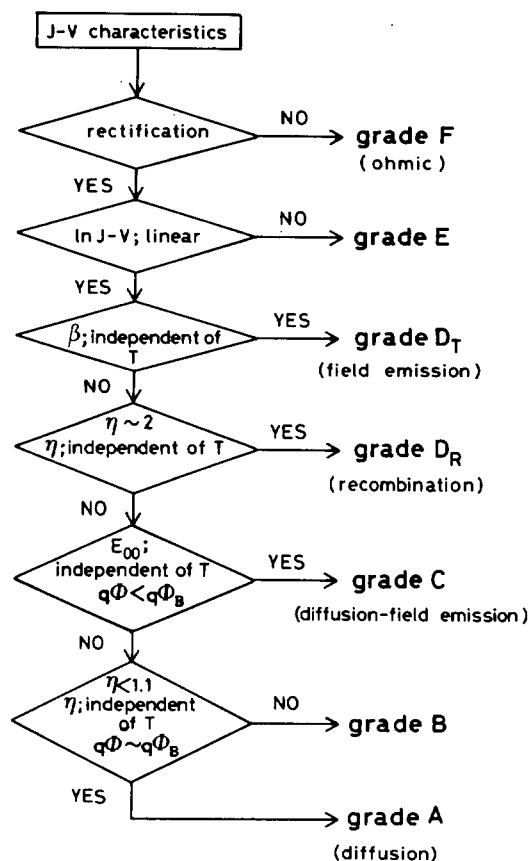 J-V characteristics
rectification
NO
grade F
(ohmic)
YES
ln J-V; linear
NO
grade E
YES
β; independent of
T
YES
grade D_T
(field emission)
NO
η ~ 2
η; independent of T
YES
grade D_R
(recombination)
NO
E_00;
independent of T
qΦ < qΦ_B
YES
grade C
(diffusion-field emission)
NO
η < 1.1
η; independent
of T
qΦ ~ qΦ_B
NO
grade B
YES
grade A
(diffusion)